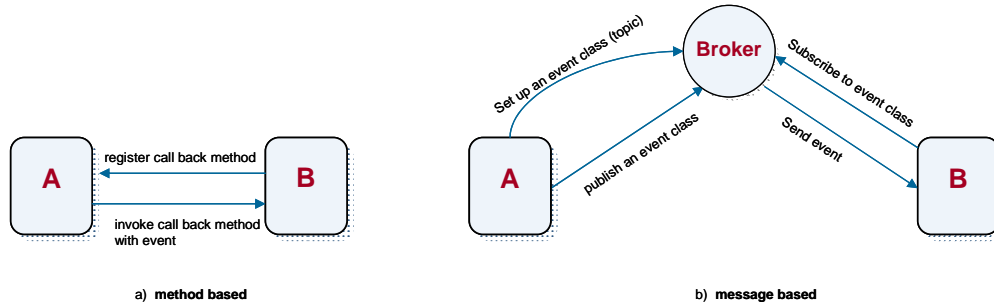 A
register call back method
B
invoke call back method
with event
a) method based
Set up an event class (topic)
Broker
Subscribe to event class
publish an event class
Send event
A
B
b) message based